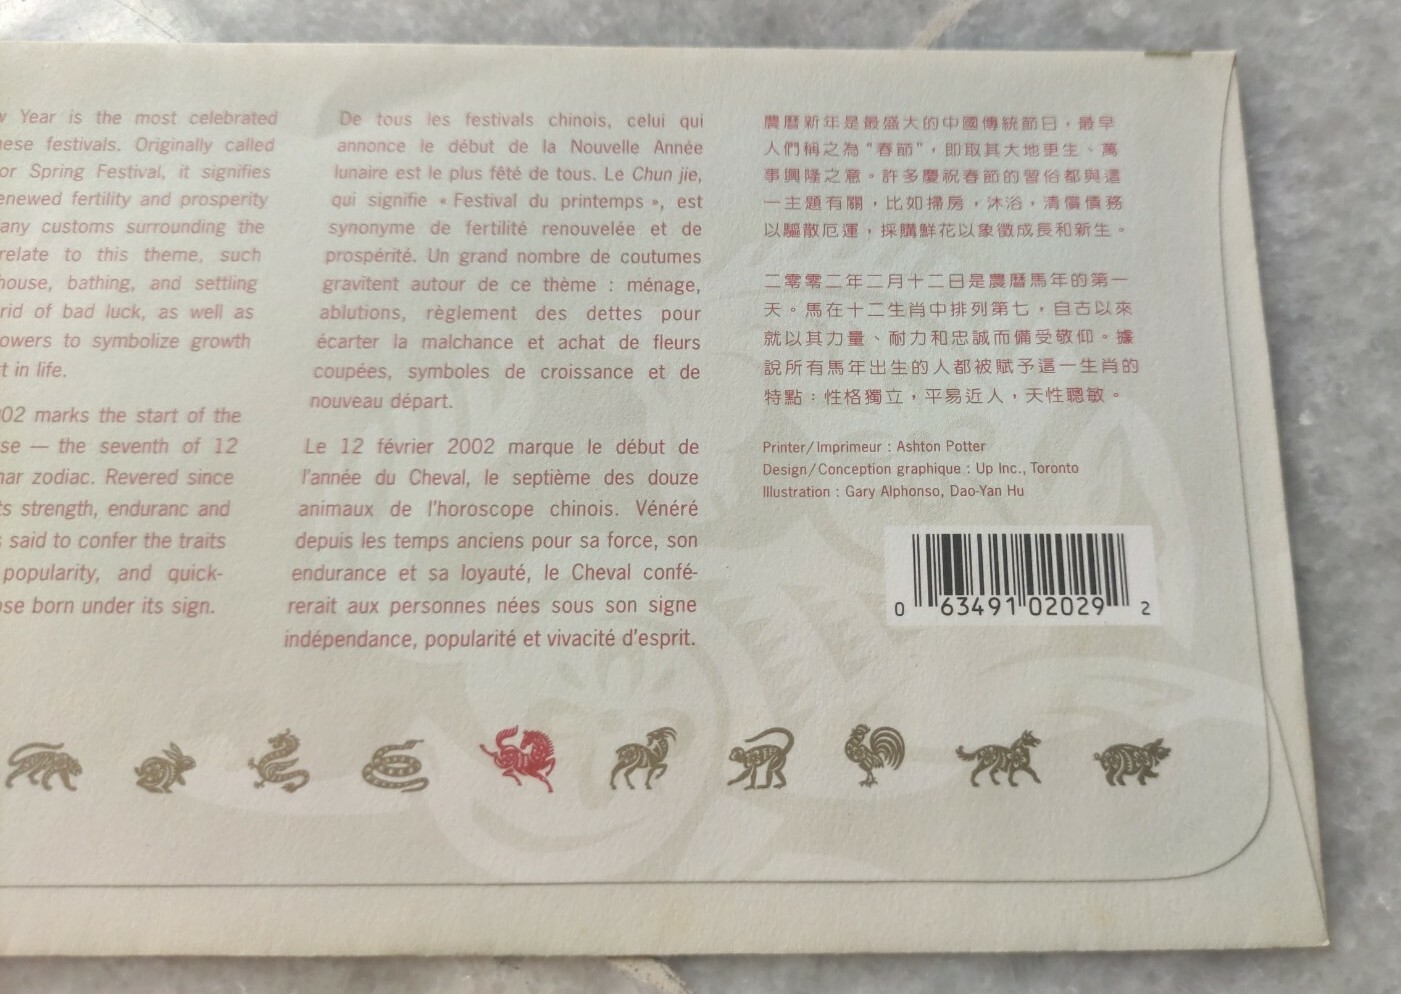 Year is the most celebrated
festivals. Originally called
or Spring Festival, it signifies
renewed fertility and prosperity
customs surrounding the
relate to this theme, such
house, bathing, and settling
rid of bad luck, as well as
to symbolize growth
in life.
marks the start of the
— the seventh of 12
zodiac. Revered since
strength, enduranc and
said to confer the traits
popularity, and quick-
born under its sign.
De tous les festivals chinois, celui qui
annonce le début de la Nouvelle Année
lunaire est le plus fêté de tous. Le Chun jie,
qui signifie « Festival du printemps », est
synonyme de fertilité renouvelée et de
prospérité. Un grand nombre de coutumes
gravitent autour de ce thème : ménage,
ablutions, règlement des dettes pour
écarter la malchance et achat de fleurs
coupées, symboles de croissance et de
nouveau départ.
Le 12 février 2002 marque le début de
l'année du Cheval, le septième des douze
animaux de l'horoscope chinois. Vénéré
depuis les temps anciens pour sa force, son
endurance et sa loyauté, le Cheval confé-
rerait aux personnes nées sous son signe
indépendance, popularité et vivacité d'esprit.
農曆新年是最盛大的中國傳統節日，最早
人們稱之為"春節"，即取其大地更生、萬
事興隆之意。許多慶祝春節的習俗都與這
一主題有關，比如掃房，沐浴，清償債務
以驅散厄運，採購鮮花以象徵成長和新生。
二零零二年二月十二日是農曆馬年的第一
天。馬在十二生肖中排列第七，自古以來
就以其力量、耐力和忠誠而備受敬仰。據
說所有馬年出生的人都被賦予這一生肖的
特點：性格獨立，平易近人，天性聰敏。
Printer/Imprimeur : Ashton Potter
Design/Conception graphique : Up Inc., Toronto
Illustration : Gary Alphonso, Dao-Yan Hu
0 63491 02029 2